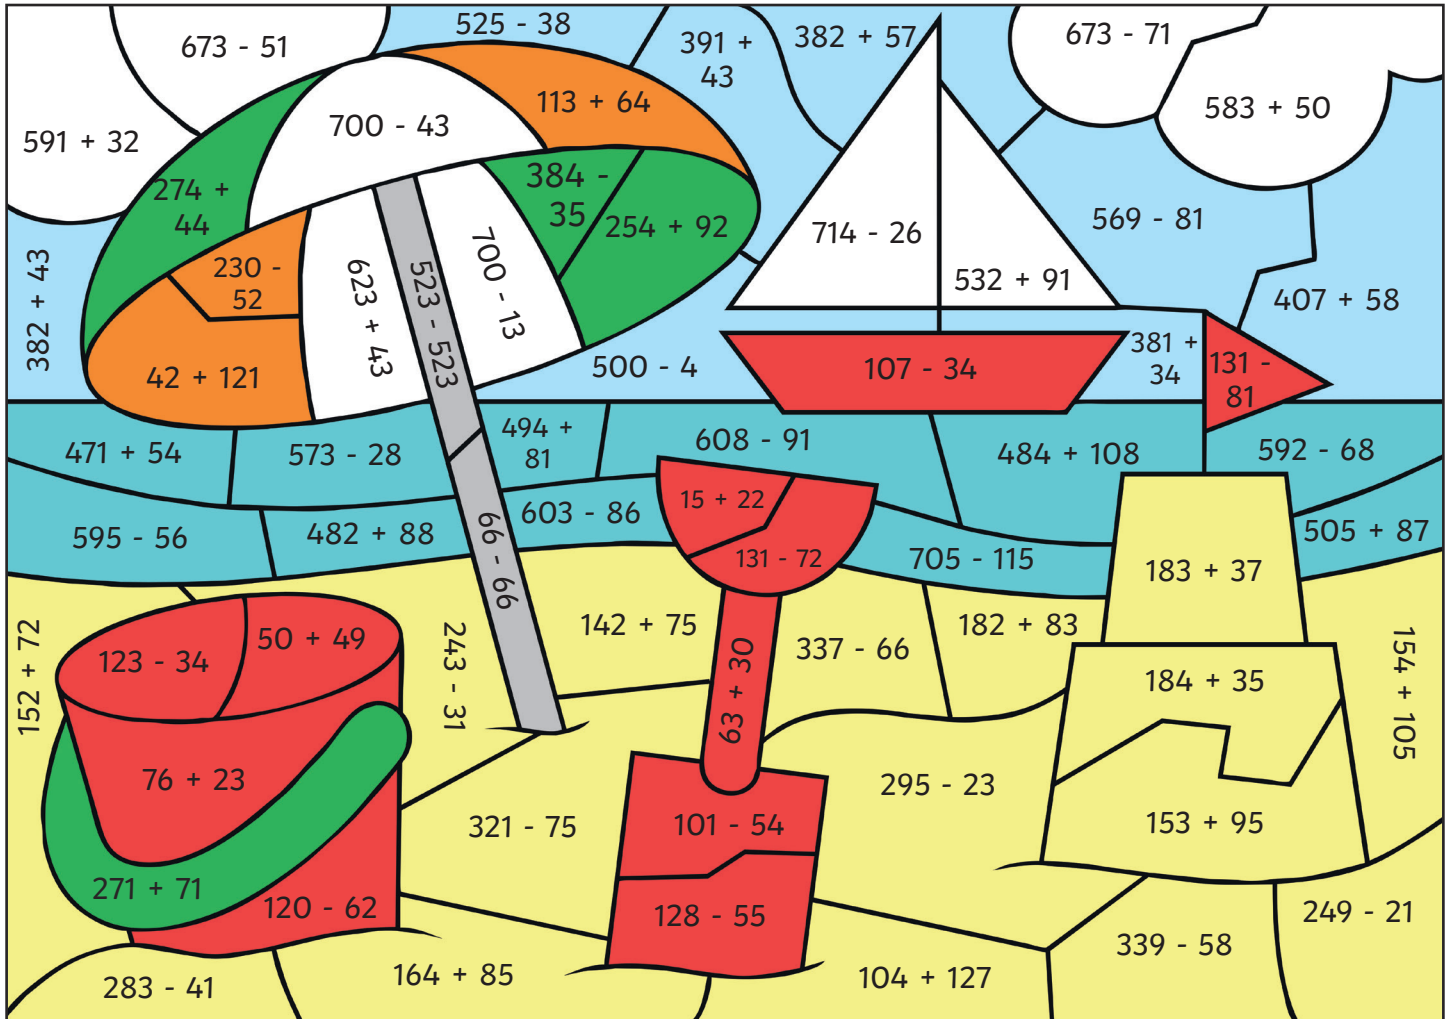 673 - 51
525 - 38
391 +
43
382 + 57
673 - 71
591 + 32
700 - 43
113 + 64
583 + 50
274 +
44
384 -
35
254 + 92
714 - 26
532 + 91
569 - 81
382 + 43
230 -
52
623 + 43
523 - 523
700 - 13
407 + 58
42 + 121
500 - 4
107 - 34
381 +
34
131 -
81
471 + 54
573 - 28
494 +
81
608 - 91
484 + 108
592 - 68
595 - 56
482 + 88
66 - 66
603 - 86
15 + 22
131 - 72
705 - 115
183 + 37
505 + 87
152 + 72
123 - 34
50 + 49
243 - 31
142 + 75
63 + 30
337 - 66
182 + 83
184 + 35
154 + 105
76 + 23
321 - 75
101 - 54
295 - 23
153 + 95
271 + 71
120 - 62
128 - 55
339 - 58
249 - 21
283 - 41
164 + 85
104 + 127